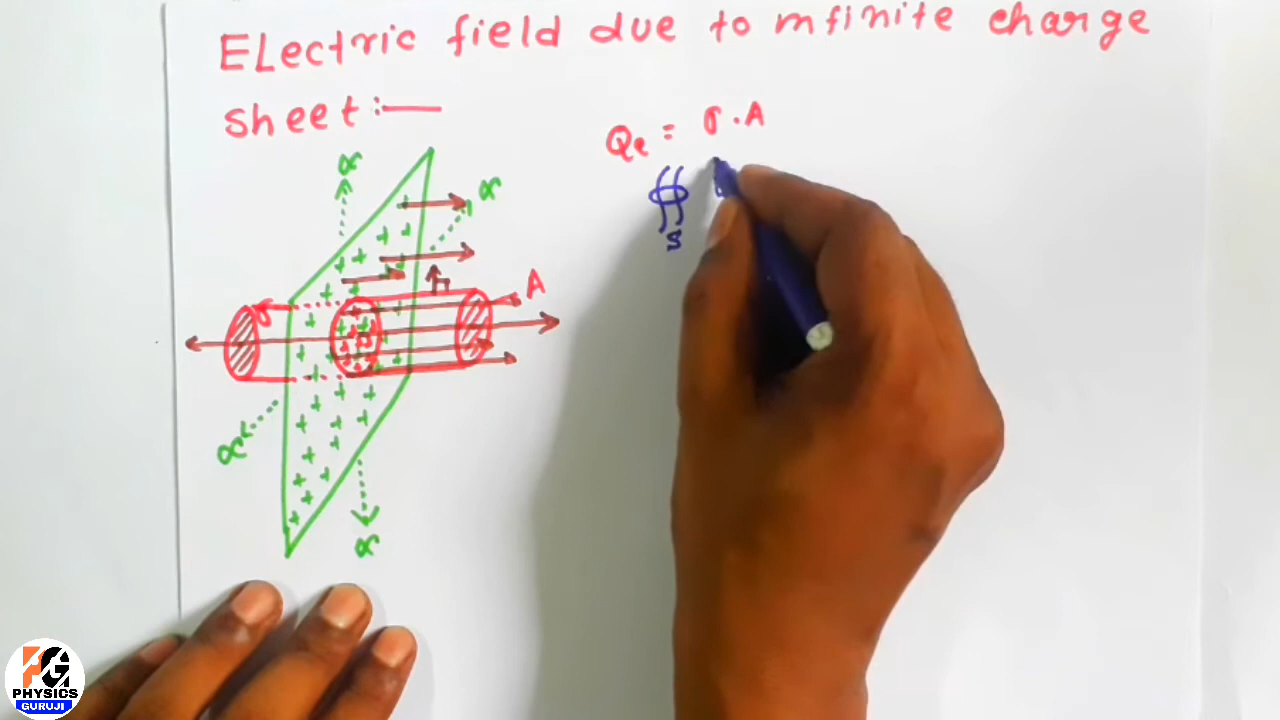 Electric field due to infinite charge
sheet :—
Qe = σ . A
∯
s
∝
∝
A
σ
∝
∝
PHYSICS
GURUJI